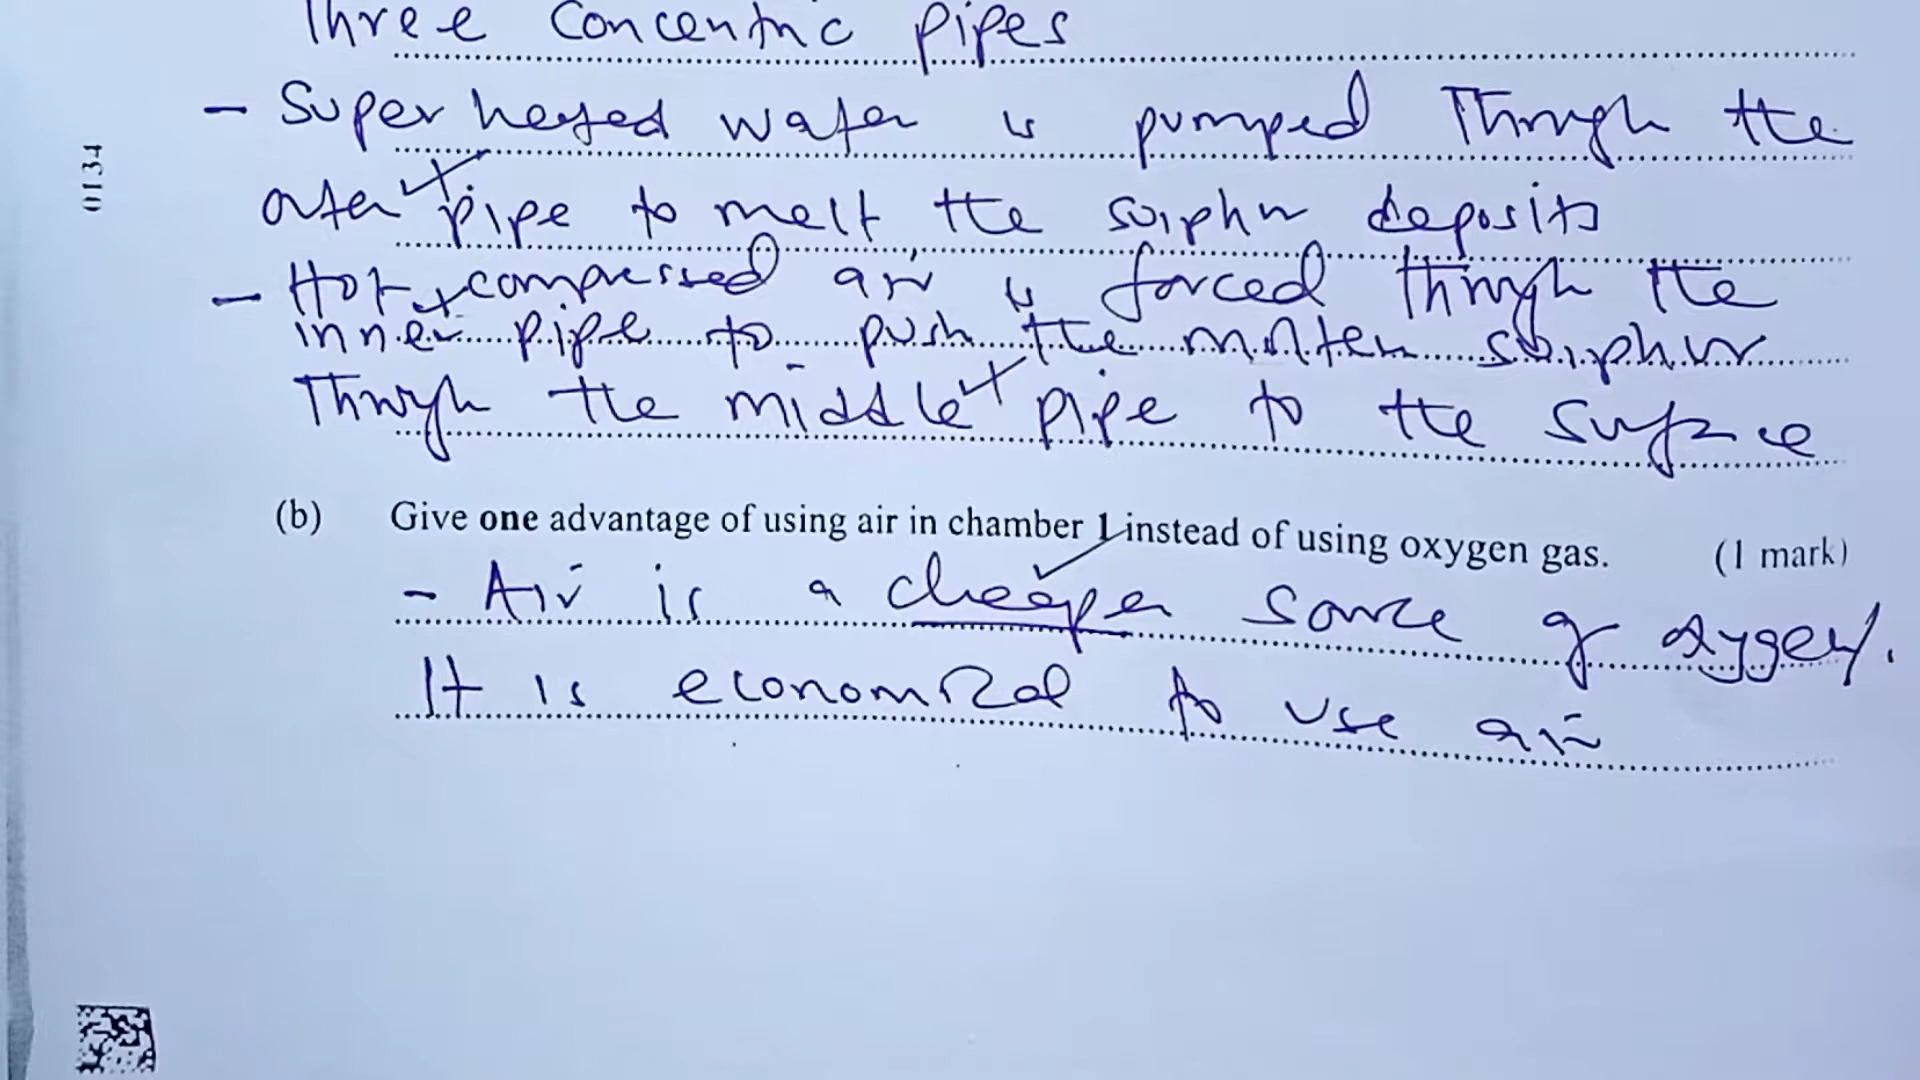 Three Concentric pipes
- Super heated water is pumped Through the
outer pipe to melt the sulphur deposits
- Hot compressed air is forced through the
inner pipe to push the molten sulphur
Through the middle pipe to the surface
(b) Give one advantage of using air in chamber 1 instead of using oxygen gas. (1 mark)
- Air is a cheaper source of oxygen.
It is economical to use air
0134